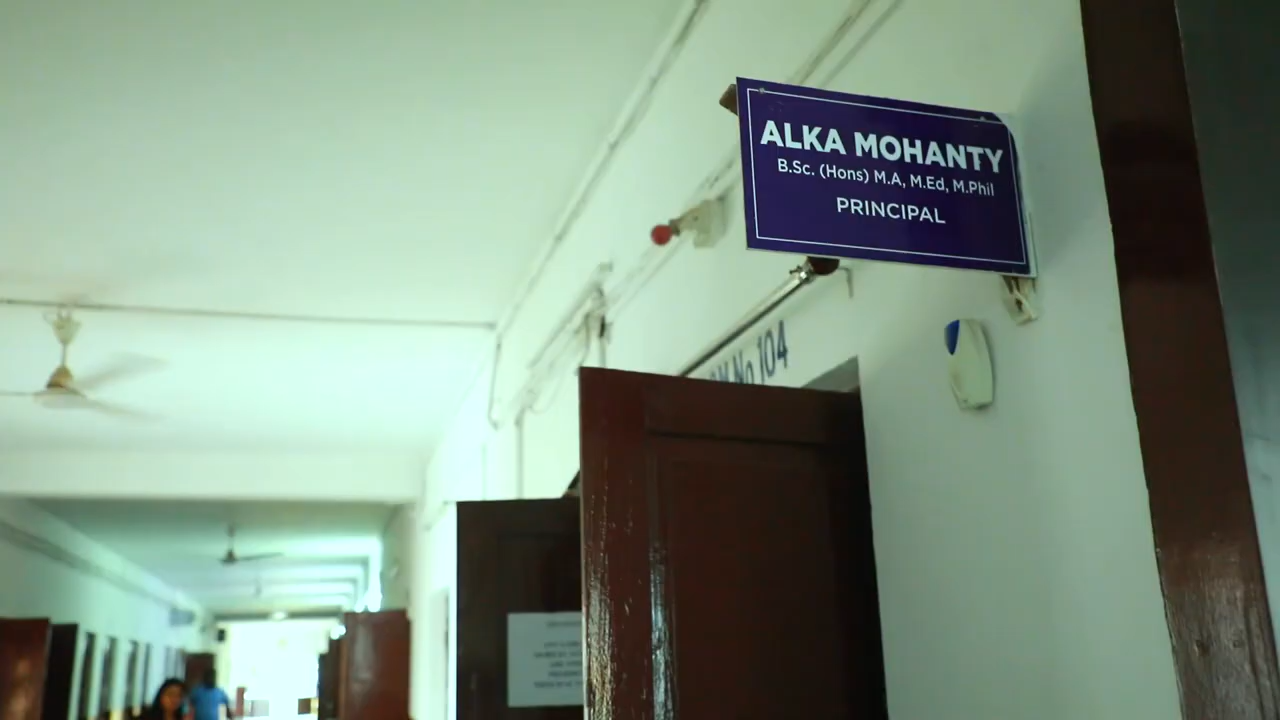 ALKA MOHANTY
B.Sc. (Hons) M.A, M.Ed, M.Phil
PRINCIPAL
No 104